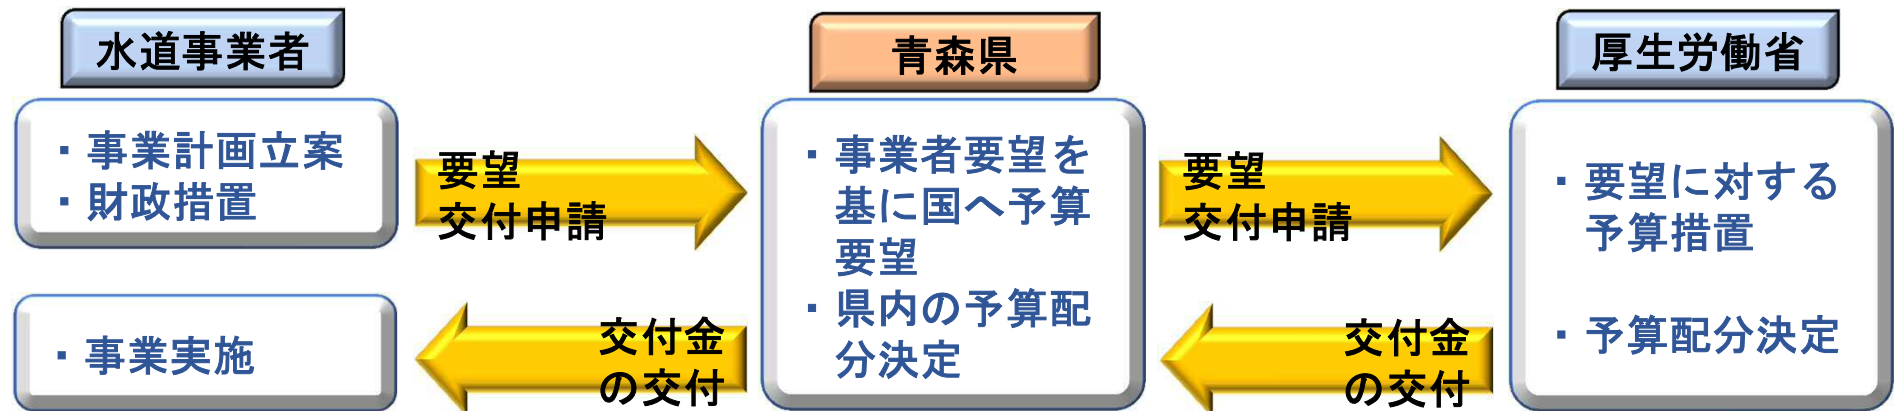 水道事業者
・事業計画立案
・財政措置
・事業実施
要望
交付申請
交付金
の交付
青森県
・事業者要望を
基に国へ予算
要望
・県内の予算配
分決定
要望
交付申請
交付金
の交付
厚生労働省
・要望に対する
予算措置
・予算配分決定